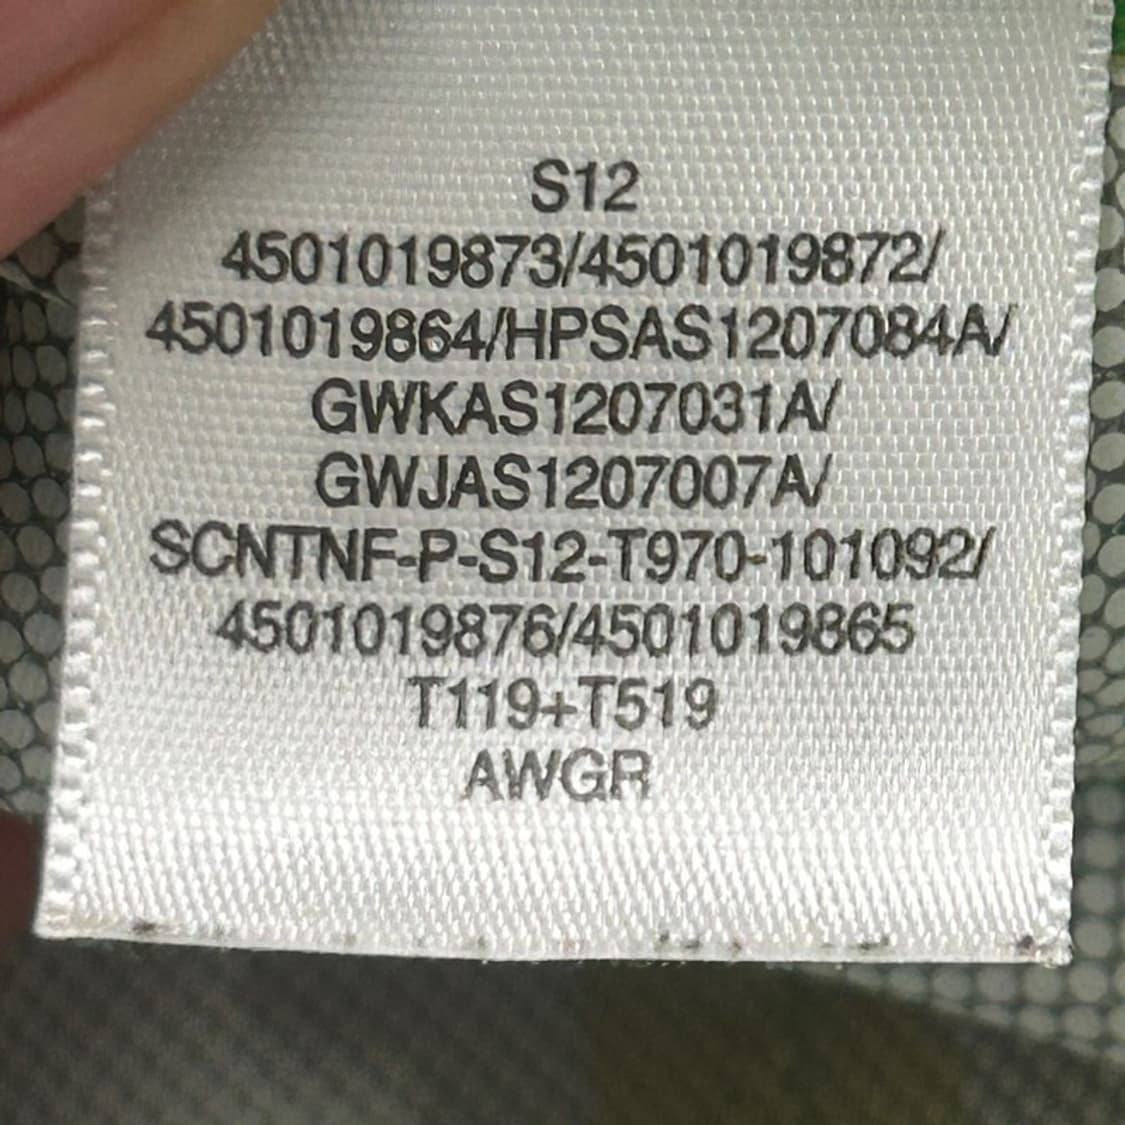 S12
4501019873/4501019872/
4501019864/HPSAS1207084A/
GWKAS1207031A/
GWJAS1207007A/
SCNTNF-P-S12-T970-101092/
4501019876/4501019865
T119+T519
AWGR